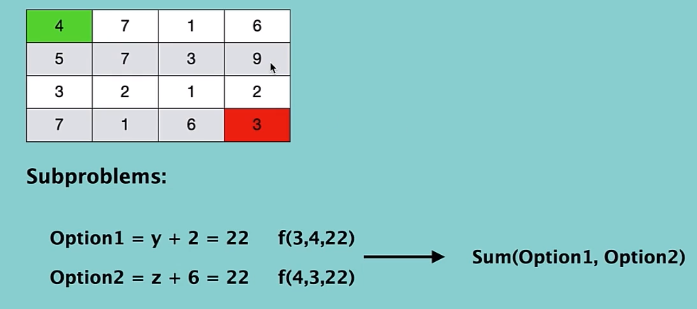 4 7 1 6
5 7 3 9
3 2 1 2
7 1 6 3
Subproblems:
Option1 = y + 2 = 22 f(3,4,22)
Option2 = z + 6 = 22 f(4,3,22)
Sum(Option1, Option2)